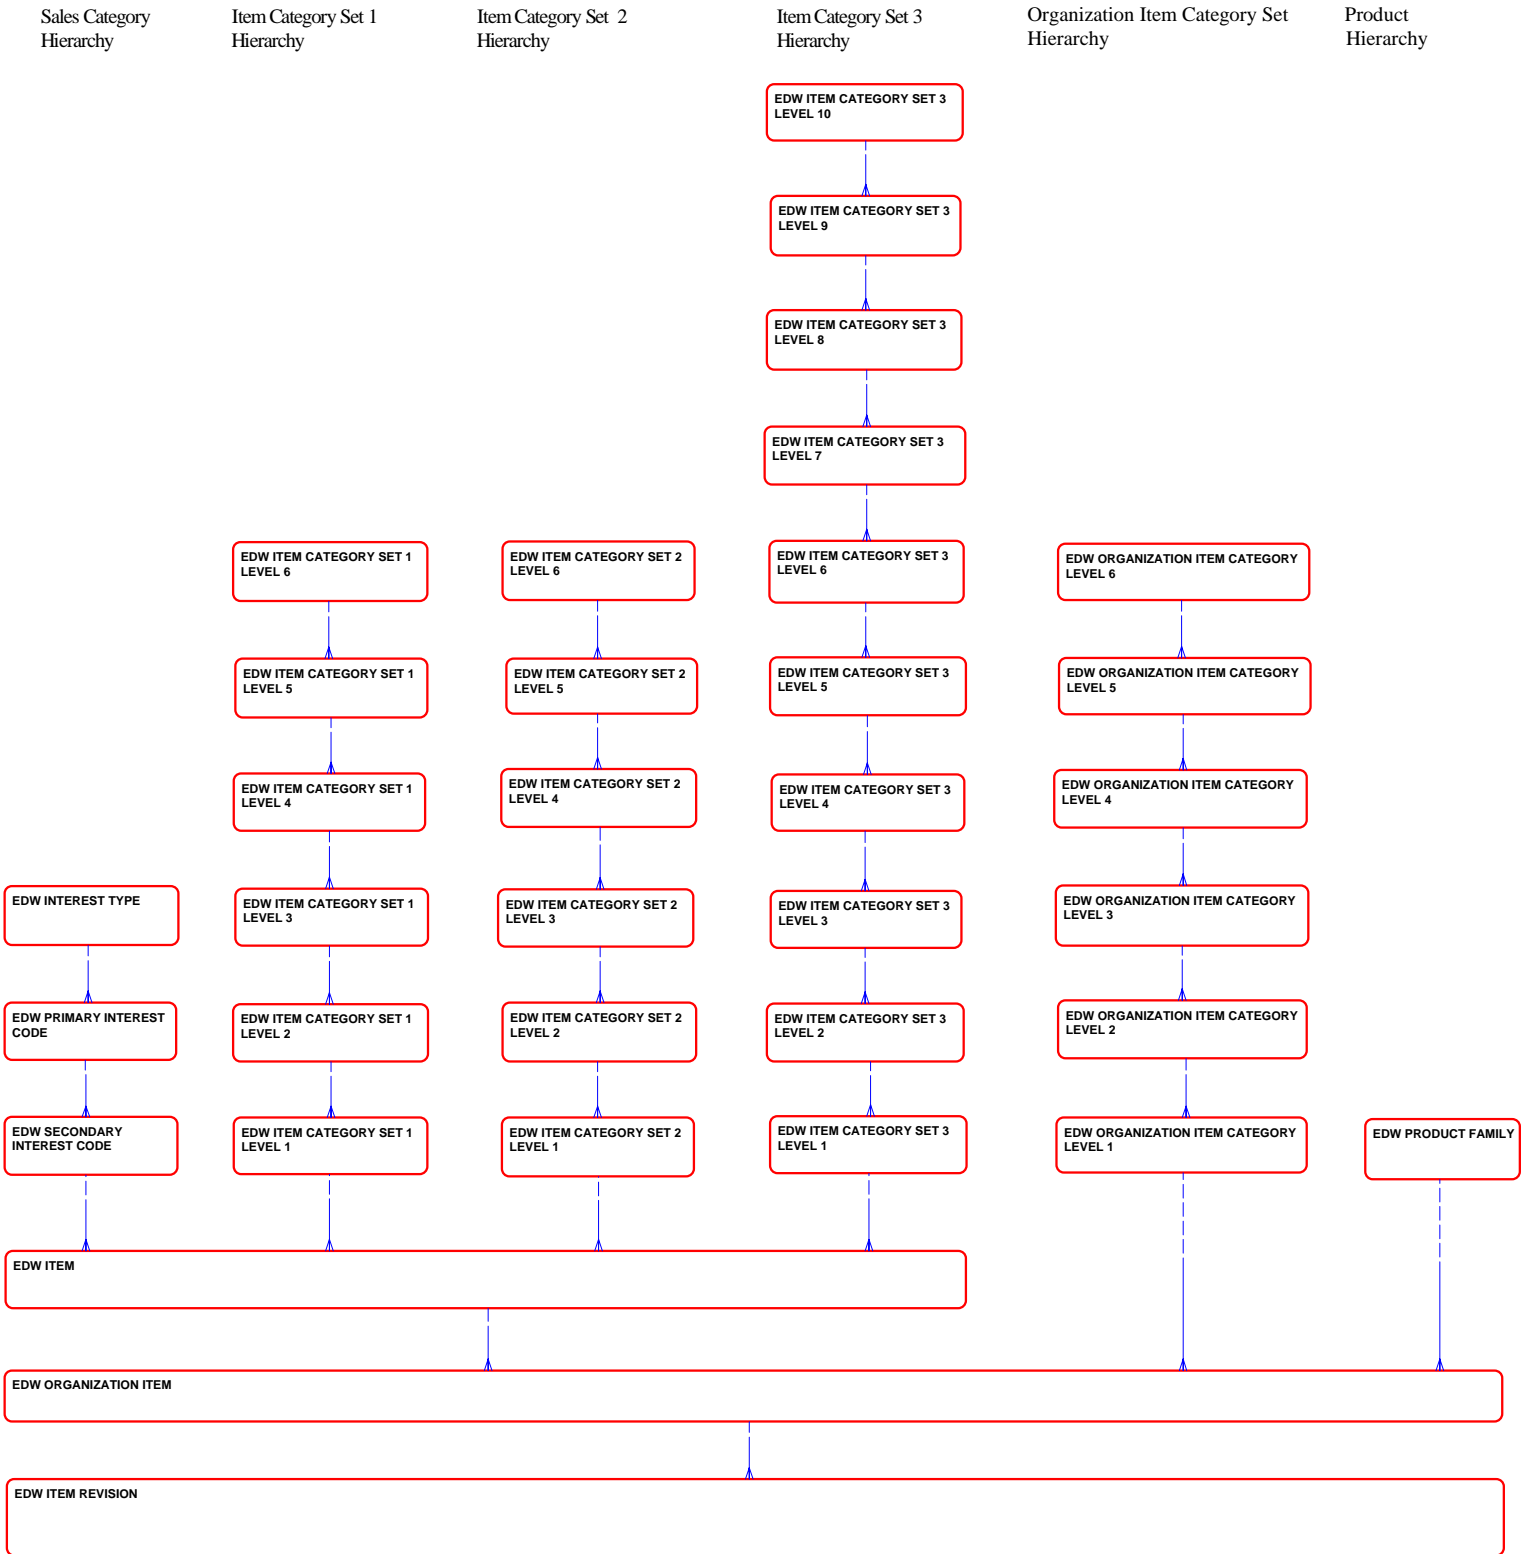 Sales Category
Hierarchy
Item Category Set 1
Hierarchy
Item Category Set  2
Hierarchy
Item Category Set 3
Hierarchy
Organization Item Category Set
Hierarchy
Product
Hierarchy
EDW ITEM CATEGORY SET 3
LEVEL 10
EDW ITEM CATEGORY SET 3
LEVEL 9
EDW ITEM CATEGORY SET 3
LEVEL 8
EDW ITEM CATEGORY SET 3
LEVEL 7
EDW ITEM CATEGORY SET 1
LEVEL 6
EDW ITEM CATEGORY SET 2
LEVEL 6
EDW ITEM CATEGORY SET 3
LEVEL 6
EDW ORGANIZATION ITEM CATEGORY
LEVEL 6
EDW ITEM CATEGORY SET 1
LEVEL 5
EDW ITEM CATEGORY SET 2
LEVEL 5
EDW ITEM CATEGORY SET 3
LEVEL 5
EDW ORGANIZATION ITEM CATEGORY
LEVEL 5
EDW ITEM CATEGORY SET 1
LEVEL 4
EDW ITEM CATEGORY SET 2
LEVEL 4
EDW ITEM CATEGORY SET 3
LEVEL 4
EDW ORGANIZATION ITEM CATEGORY
LEVEL 4
EDW INTEREST TYPE
EDW ITEM CATEGORY SET 1
LEVEL 3
EDW ITEM CATEGORY SET 2
LEVEL 3
EDW ITEM CATEGORY SET 3
LEVEL 3
EDW ORGANIZATION ITEM CATEGORY
LEVEL 3
EDW PRIMARY INTEREST
CODE
EDW ITEM CATEGORY SET 1
LEVEL 2
EDW ITEM CATEGORY SET 2
LEVEL 2
EDW ITEM CATEGORY SET 3
LEVEL 2
EDW ORGANIZATION ITEM CATEGORY
LEVEL 2
EDW SECONDARY
INTEREST CODE
EDW ITEM CATEGORY SET 1
LEVEL 1
EDW ITEM CATEGORY SET 2
LEVEL 1
EDW ITEM CATEGORY SET 3
LEVEL 1
EDW ORGANIZATION ITEM CATEGORY
LEVEL 1
EDW PRODUCT FAMILY
EDW ITEM
EDW ORGANIZATION ITEM
EDW ITEM REVISION